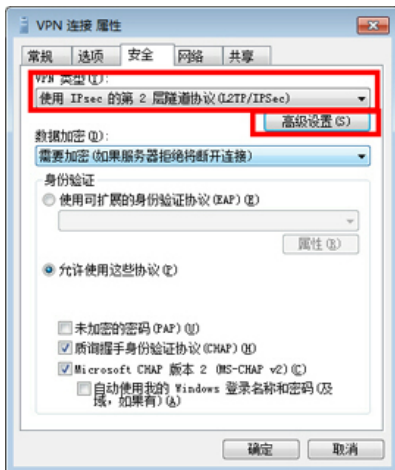 VPN 连接 属性
常规 选项 安全 网络 共享
VPN 类型(T):
使用 IPsec 的第 2 层隧道协议(L2TP/IPSec)
高级设置(S)
数据加密(D):
需要加密(如果服务器拒绝将断开连接)
身份验证
使用可扩展的身份验证协议(EAP)(E)
属性(R)
允许使用这些协议(P)
未加密的密码(PAP)(U)
质询握手身份验证协议(CHAP)(H)
Microsoft CHAP 版本 2 (MS-CHAP v2)(C)
自动使用我的 Windows 登录名称和密码(及
域，如果有)(A)
确定 取消